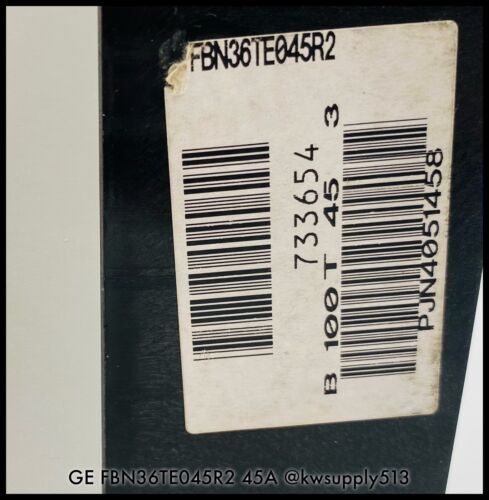 FBN36TE045R2
733654
B 100 T 45 3
PJN4051458
GE FBN36TE045R2 45A @kwsupply513